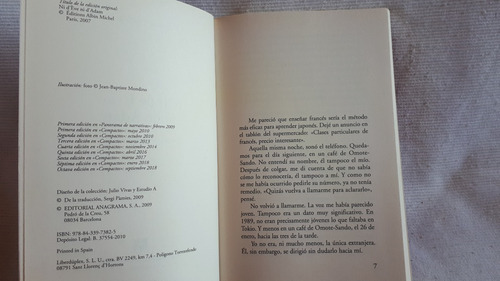 Título de la edición original:
Ni d'Ève ni d'Adam
© Éditions Albin Michel
París, 2007
Ilustración: foto © Jean-Baptiste Mondino
Primera edición en «Panorama de narrativas»: febrero 2009
Primera edición en «Compactos»: mayo 2010
Segunda edición en «Compactos»: octubre 2010
Tercera edición en «Compactos»: marzo 2013
Cuarta edición en «Compactos»: noviembre 2014
Quinta edición en «Compactos»: abril 2016
Sexta edición en «Compactos»: marzo 2017
Séptima edición en «Compactos»: enero 2018
Octava edición en «Compactos»: septiembre 2018
Diseño de la colección: Julio Vivas y Estudio A
© De la traducción, Sergi Pàmies, 2009
© EDITORIAL ANAGRAMA, S. A., 2009
Pedró de la Creu, 58
08034 Barcelona
ISBN: 978-84-339-7382-5
Depósito Legal: B. 37554-2010
Printed in Spain
Liberdúplex, S. L. U., ctra. BV 2249, km 7,4 - Polígono Torrentfondo
08791 Sant Llorenç d'Hortons
Me pareció que enseñar francés sería el método
más eficaz para aprender japonés. Dejé un anuncio en
el tablón del supermercado: «Clases particulares de
francés, precio interesante».
Aquella misma noche, sonó el teléfono. Queda-
mos para el día siguiente, en un café de Omote-
Sando. No entendí su nombre, él tampoco el mío.
Después de colgar, me di cuenta de que no sabía
cómo lo reconocería, él tampoco a mí. Y como no
se me había ocurrido pedirle su número, ya no tenía
remedio. «Quizás vuelva a llamarme para aclararlo»,
pensé.
No volvió a llamarme. La voz me había pare-
cido joven. Tampoco era un dato muy significativo. En
1989, no eran precisamente jóvenes lo que faltaba en
Tokio. Y menos en un café de Omote-Sando, el 26 de
enero, hacia las tres de la tarde.
Yo no era, ni mucho menos, la única extranjera.
Él, sin embargo, se dirigió sin dudarlo hacia mí.
7